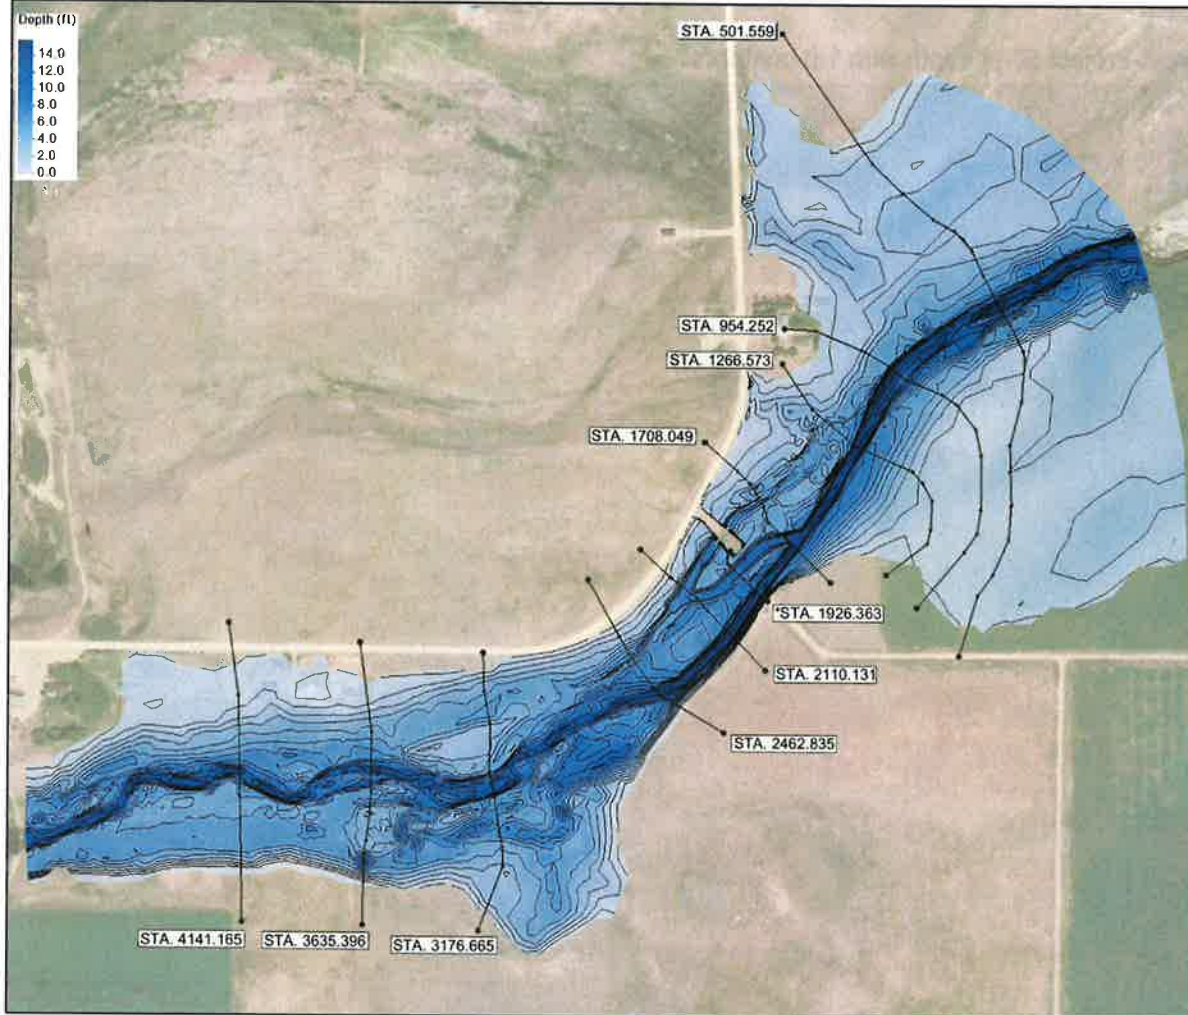 Depth (ft)
14.0
12.0
10.0
8.0
6.0
4.0
2.0
0.0
STA. 501.559
STA. 954.252
STA. 1266.573
STA. 1708.049
*STA. 1926.363
STA. 2110.131
STA. 2462.835
STA. 4141.165
STA. 3635.396
STA. 3176.665